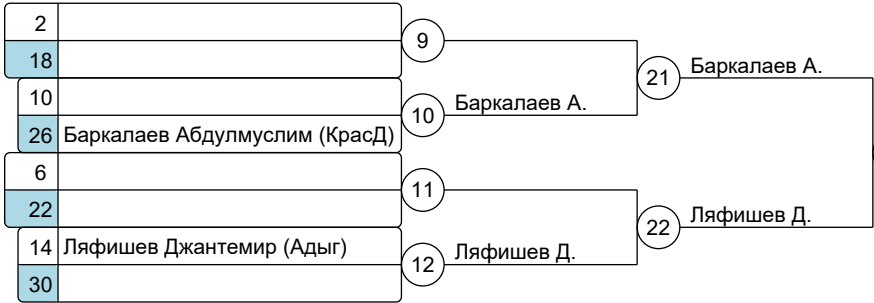 2
18
9
10
26 Баркалаев Абдулмуслим (КрасД)
10 Баркалаев А.
21 Баркалаев А.
6
22
11
14 Ляфишев Джантемир (Адыг)
30
12 Ляфишев Д.
22 Ляфишев Д.